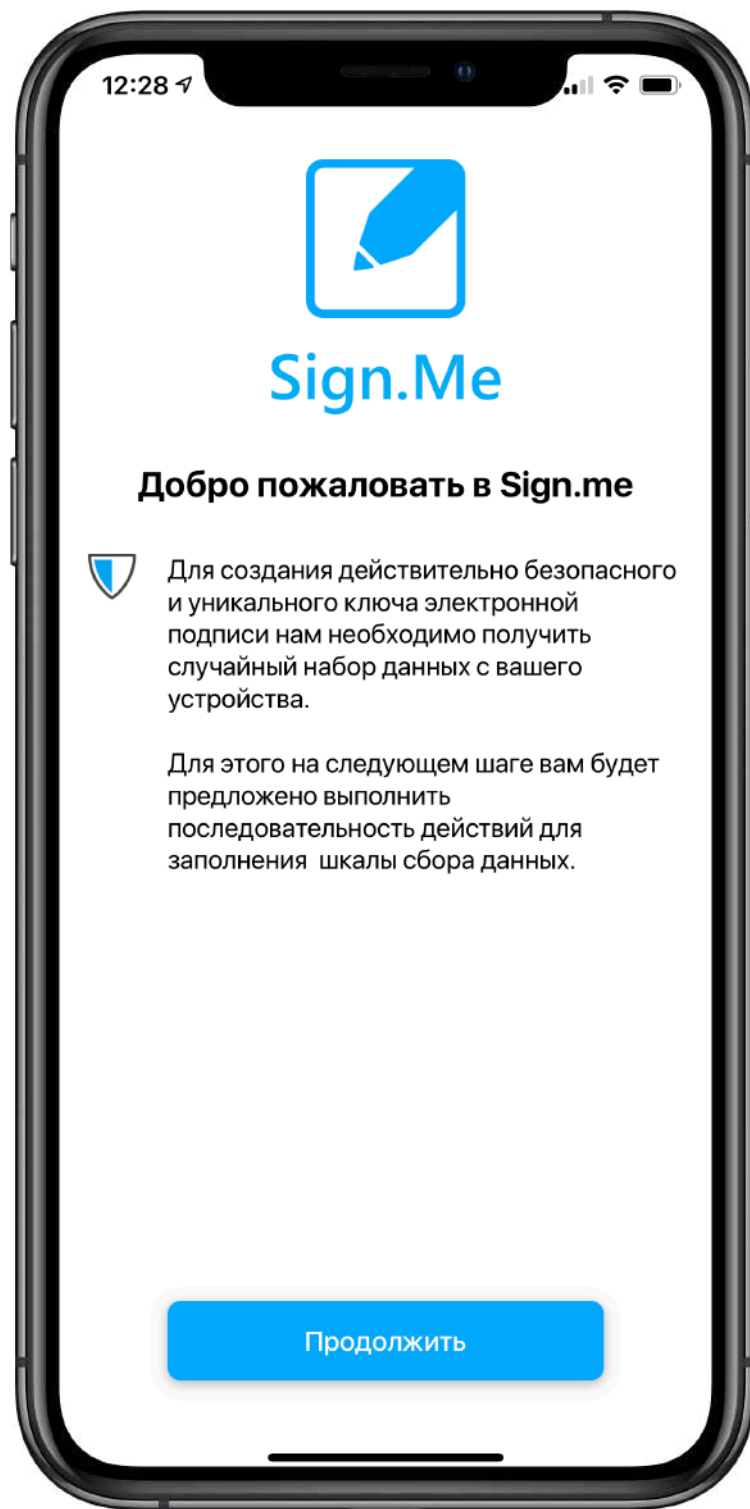 12:28
Sign.Me
Добро пожаловать в Sign.me
Для создания действительно безопасного
и уникального ключа электронной
подписи нам необходимо получить
случайный набор данных с вашего
устройства.
Для этого на следующем шаге вам будет
предложено выполнить
последовательность действий для
заполнения  шкалы сбора данных.
Продолжить